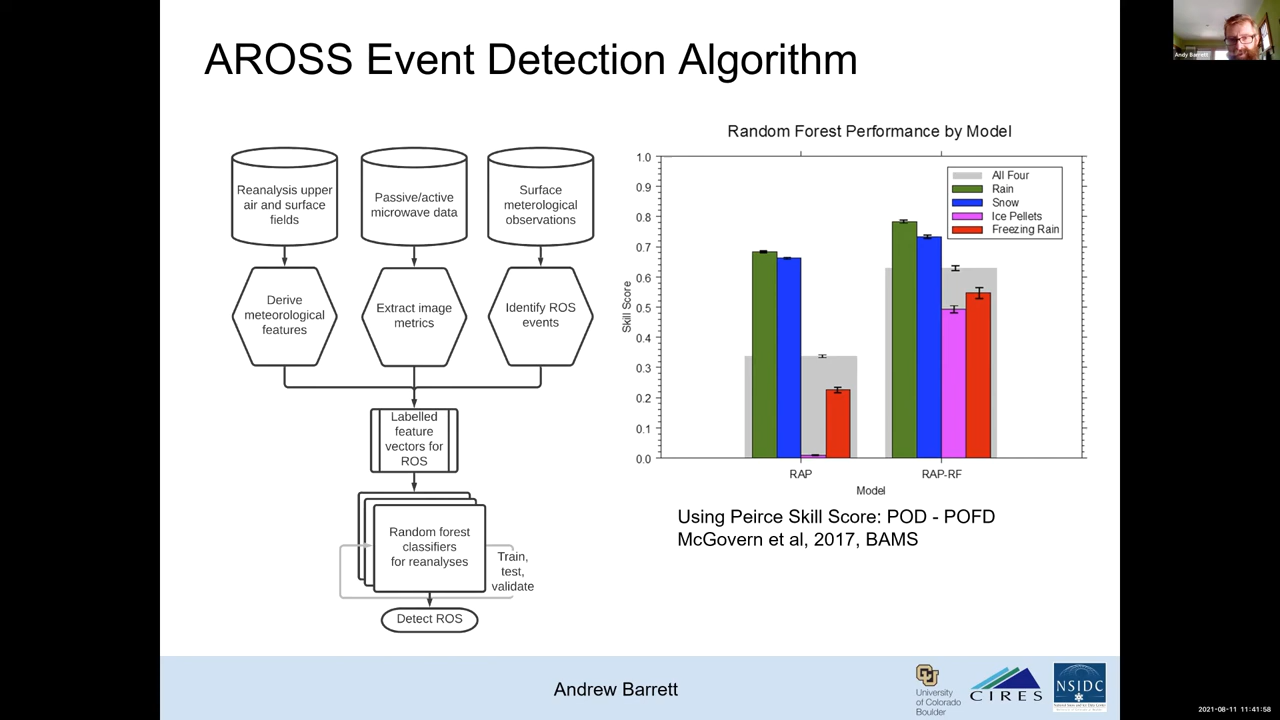 AROSS Event Detection Algorithm
Andy Barrett
Reanalysis upper
air and surface
fields
Passive/active
microwave data
Surface
meterological
observations
Derive
meteorological
features
Extract image
metrics
Identify ROS
events
Labelled
feature
vectors for
ROS
Random forest
classifiers
for reanalyses
Train,
test,
validate
Detect ROS
Random Forest Performance by Model
1.0
0.9
0.8
0.7
0.6
0.5
0.4
0.3
0.2
0.1
0.0
Skill Score
All Four
Rain
Snow
Ice Pellets
Freezing Rain
RAP
RAP-RF
Model
Using Peirce Skill Score: POD - POFD
McGovern et al, 2017, BAMS
Andrew Barrett
CU
University
of Colorado
Boulder
CIRES
NSIDC
2021-08-11 11:41:58